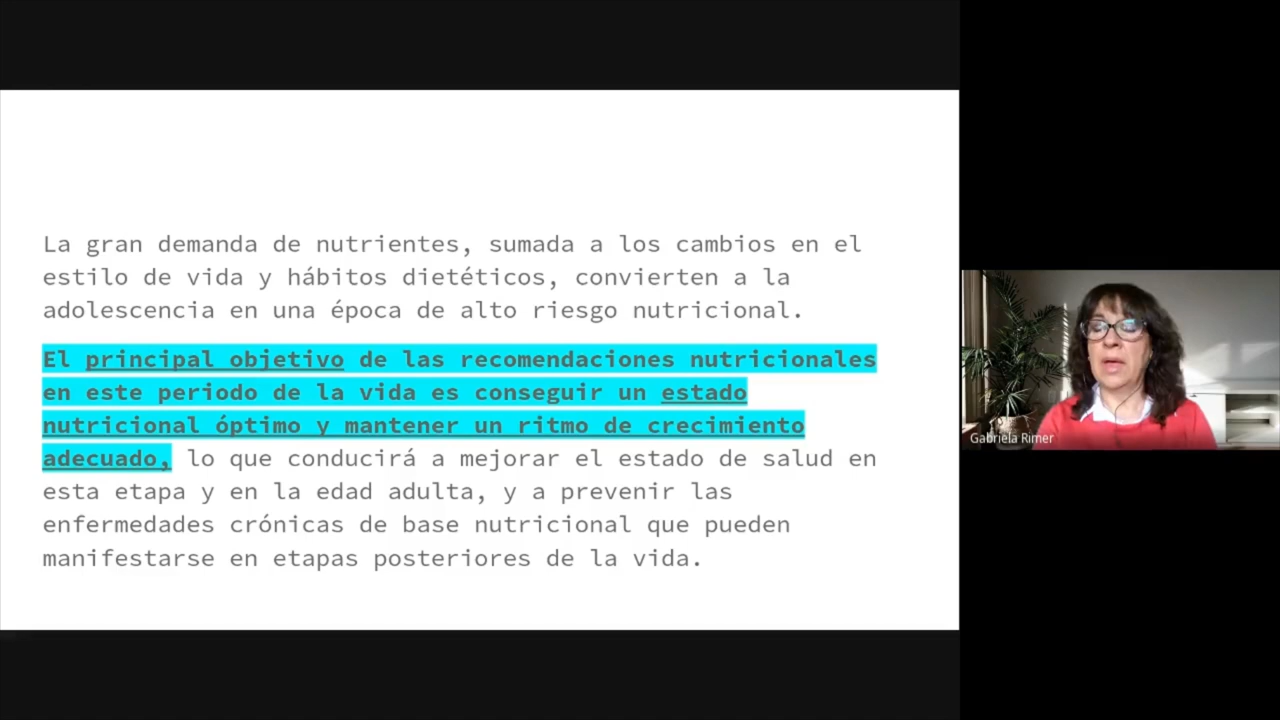 La gran demanda de nutrientes, sumada a los cambios en el
estilo de vida y hábitos dietéticos, convierten a la
adolescencia en una época de alto riesgo nutricional.
El principal objetivo de las recomendaciones nutricionales
en este periodo de la vida es conseguir un estado
nutricional óptimo y mantener un ritmo de crecimiento
adecuado, lo que conducirá a mejorar el estado de salud en
esta etapa y en la edad adulta, y a prevenir las
enfermedades crónicas de base nutricional que pueden
manifestarse en etapas posteriores de la vida.
Gabriela Rimer